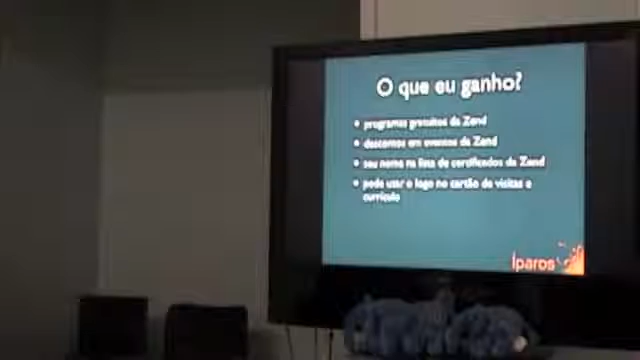 O que eu ganho?
• programas gratuitos da Zend
• descontos em eventos da Zend
• seu nome na lista de certificados da Zend
• pode usar o logo no cartão de visitas e
currículo
Íparos